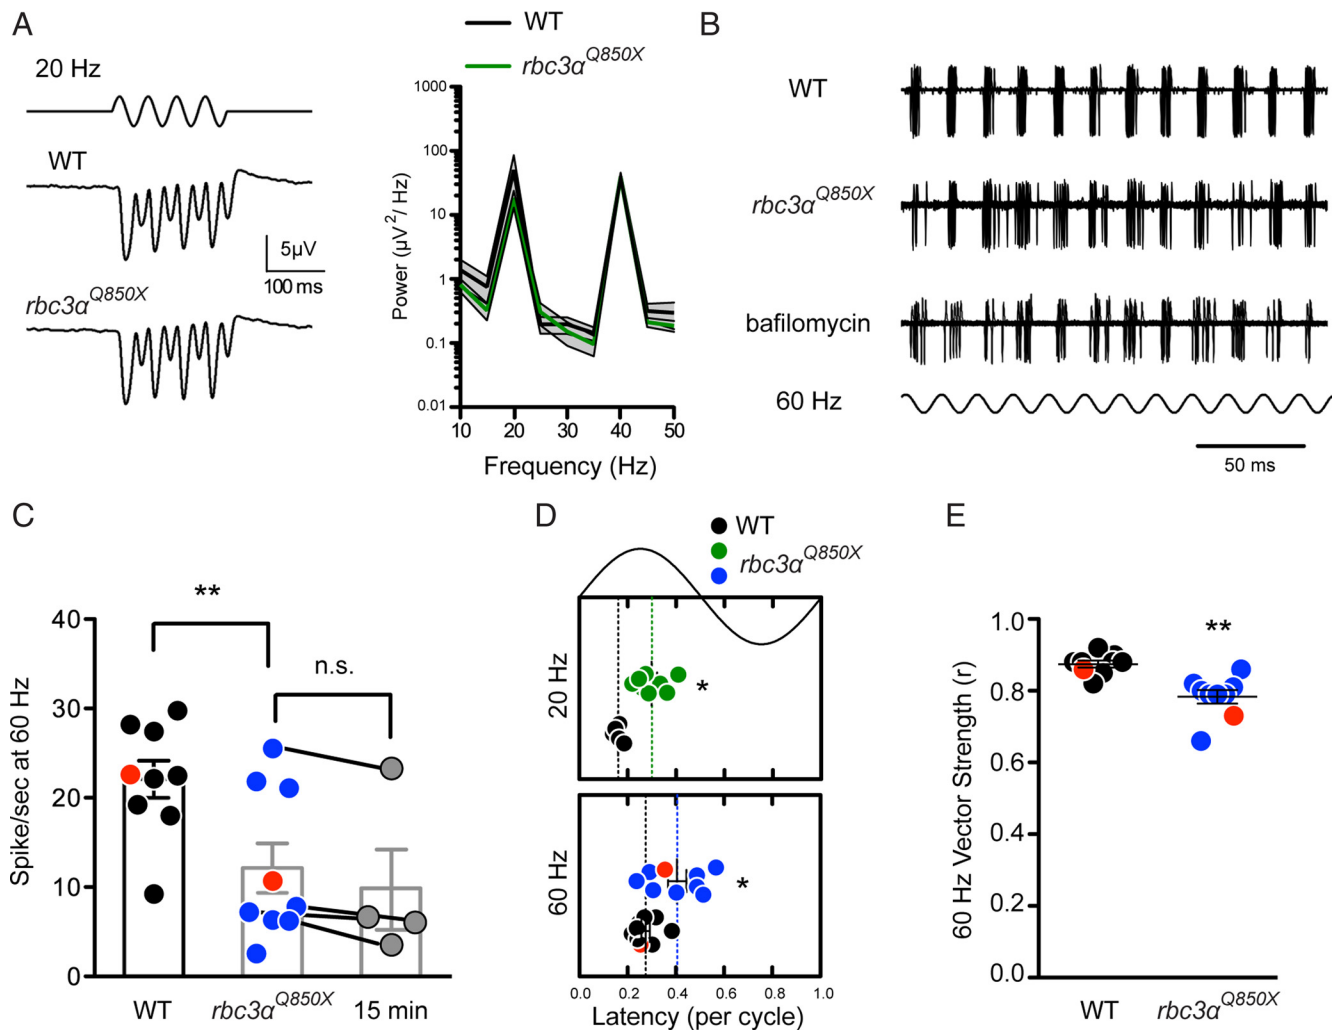 A
20 Hz
WT
5µV
100 ms
rbc3α^Q850X
WT
rbc3α^Q850X
Power (µV²/ Hz)
1000
100
10
1
0.1
0.01
10 20 30 40 50
Frequency (Hz)
B
WT
rbc3α^Q850X
bafilomycin
60 Hz
50 ms
C
**
n.s.
Spike/sec at 60 Hz
40
30
20
10
0
WT rbc3α^Q850X 15 min
D
WT
rbc3α^Q850X
20 Hz
*
60 Hz
*
0.0 0.2 0.4 0.6 0.8 1.0
Latency (per cycle)
E
**
60 Hz Vector Strength (r)
1.0
0.8
0.6
0.4
0.2
0.0
WT rbc3α^Q850X